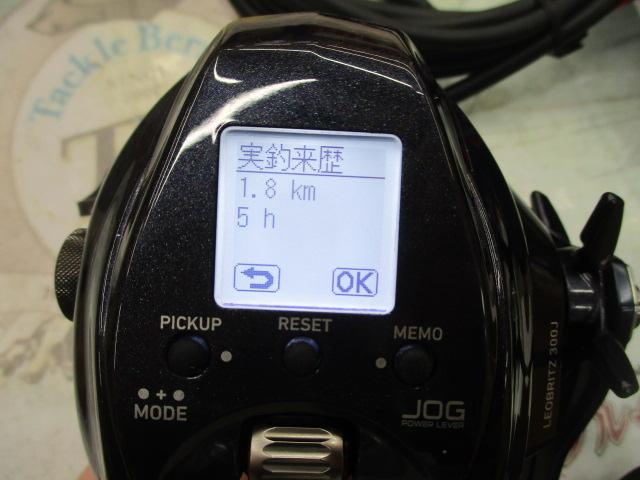 Tackle Ber
実釣来歴
1.8 km
5 h
OK
PICKUP
RESET
MEMO
MODE
JOG
POWER LEVER
LEOBRITZ 300J